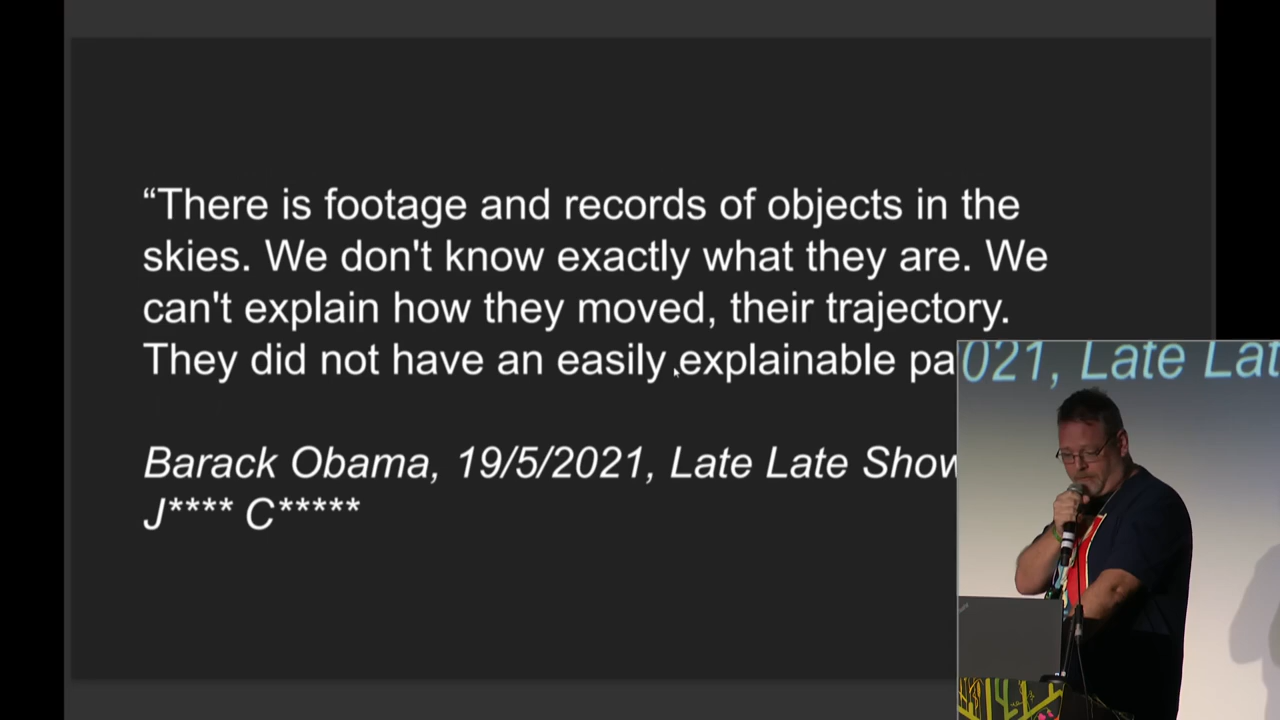 “There is footage and records of objects in the
skies. We don't know exactly what they are. We
can't explain how they moved, their trajectory.
They did not have an easily explainable pa
Barack Obama, 19/5/2021, Late Late Show
J**** C*****
021, Late Lat